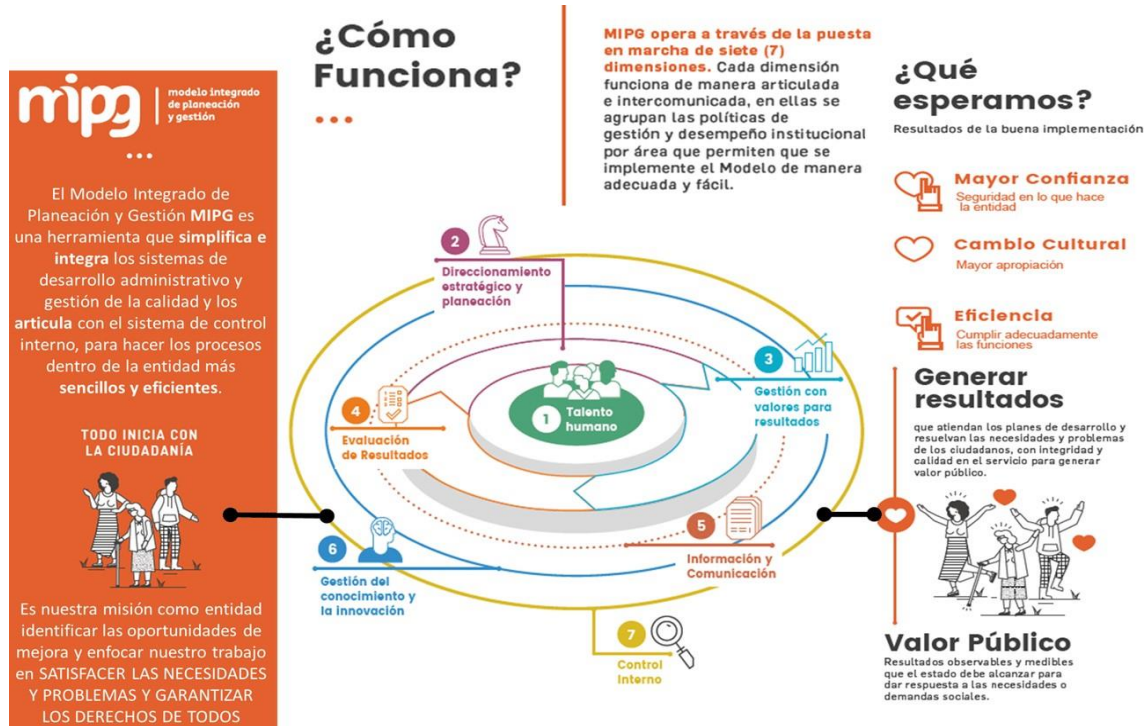 mipg
modelo integrado
de planeación
y gestión
El Modelo Integrado de
Planeación y Gestión MIPG es
una herramienta que simplifica e
integra los sistemas de
desarrollo administrativo y
gestión de la calidad y los
articula con el sistema de control
interno, para hacer los procesos
dentro de la entidad más
sencillos y eficientes.
TODO INICIA CON
LA CIUDADANÍA
Es nuestra misión como entidad
identificar las oportunidades de
mejora y enfocar nuestro trabajo
en SATISFACER LAS NECESIDADES
Y PROBLEMAS Y GARANTIZAR
LOS DERECHOS DE TODOS
¿Cómo
Funciona?
MIPG opera a través de la puesta
en marcha de siete (7)
dimensiones. Cada dimensión
funciona de manera articulada
e intercomunicada, en ellas se
agrupan las políticas de
gestión y desempeño institucional
por área que permiten que se
implemente el Modelo de manera
adecuada y fácil.
1
Talento
humano
2
Direccionamiento
estratégico y
planeación
3
Gestión con
valores para
resultados
4
Evaluación
de Resultados
5
Información y
Comunicación
6
Gestión del
conocimiento y
la innovación
7
Control
Interno
¿Qué
esperamos?
Resultados de la buena implementación
Mayor Confianza
Seguridad en lo que hace
la entidad
Cambio Cultural
Mayor apropiación
Eficiencia
Cumplir adecuadamente
las funciones
Generar
resultados
que atiendan los planes de desarrollo y
resuelvan las necesidades y problemas
de los ciudadanos, con integridad y
calidad en el servicio para generar
valor público.
Valor Público
Resultados observables y medibles
que el estado debe alcanzar para
dar respuesta a las necesidades o
demandas sociales.